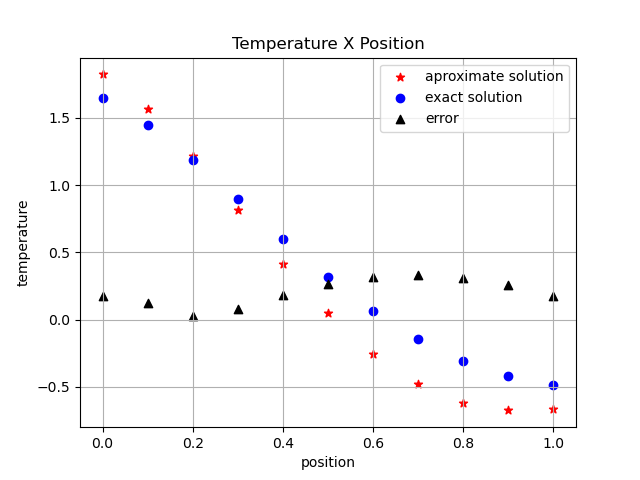 Temperature X Position
aproximate solution
exact solution
error
temperature
1.5
1.0
0.5
0.0
−0.5
0.0 0.2 0.4 0.6 0.8 1.0
position